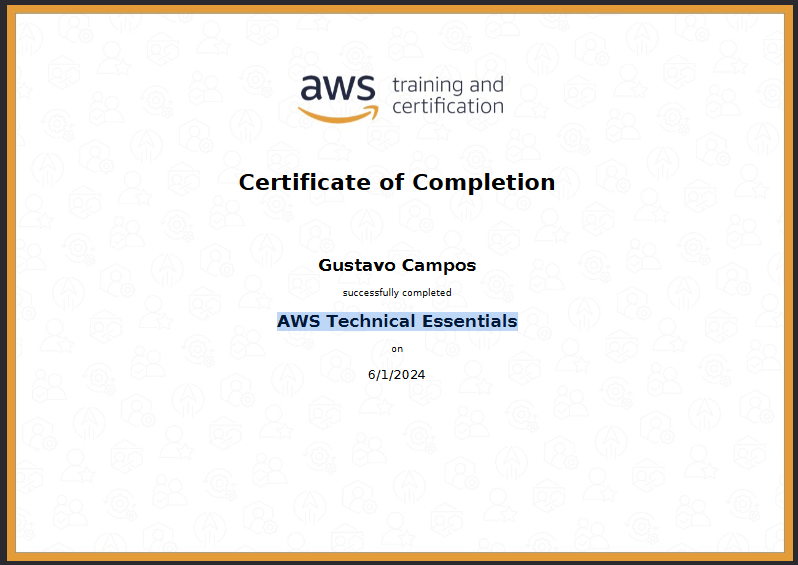 aws training and
certification
Certificate of Completion
Gustavo Campos
successfully completed
AWS Technical Essentials
on
6/1/2024